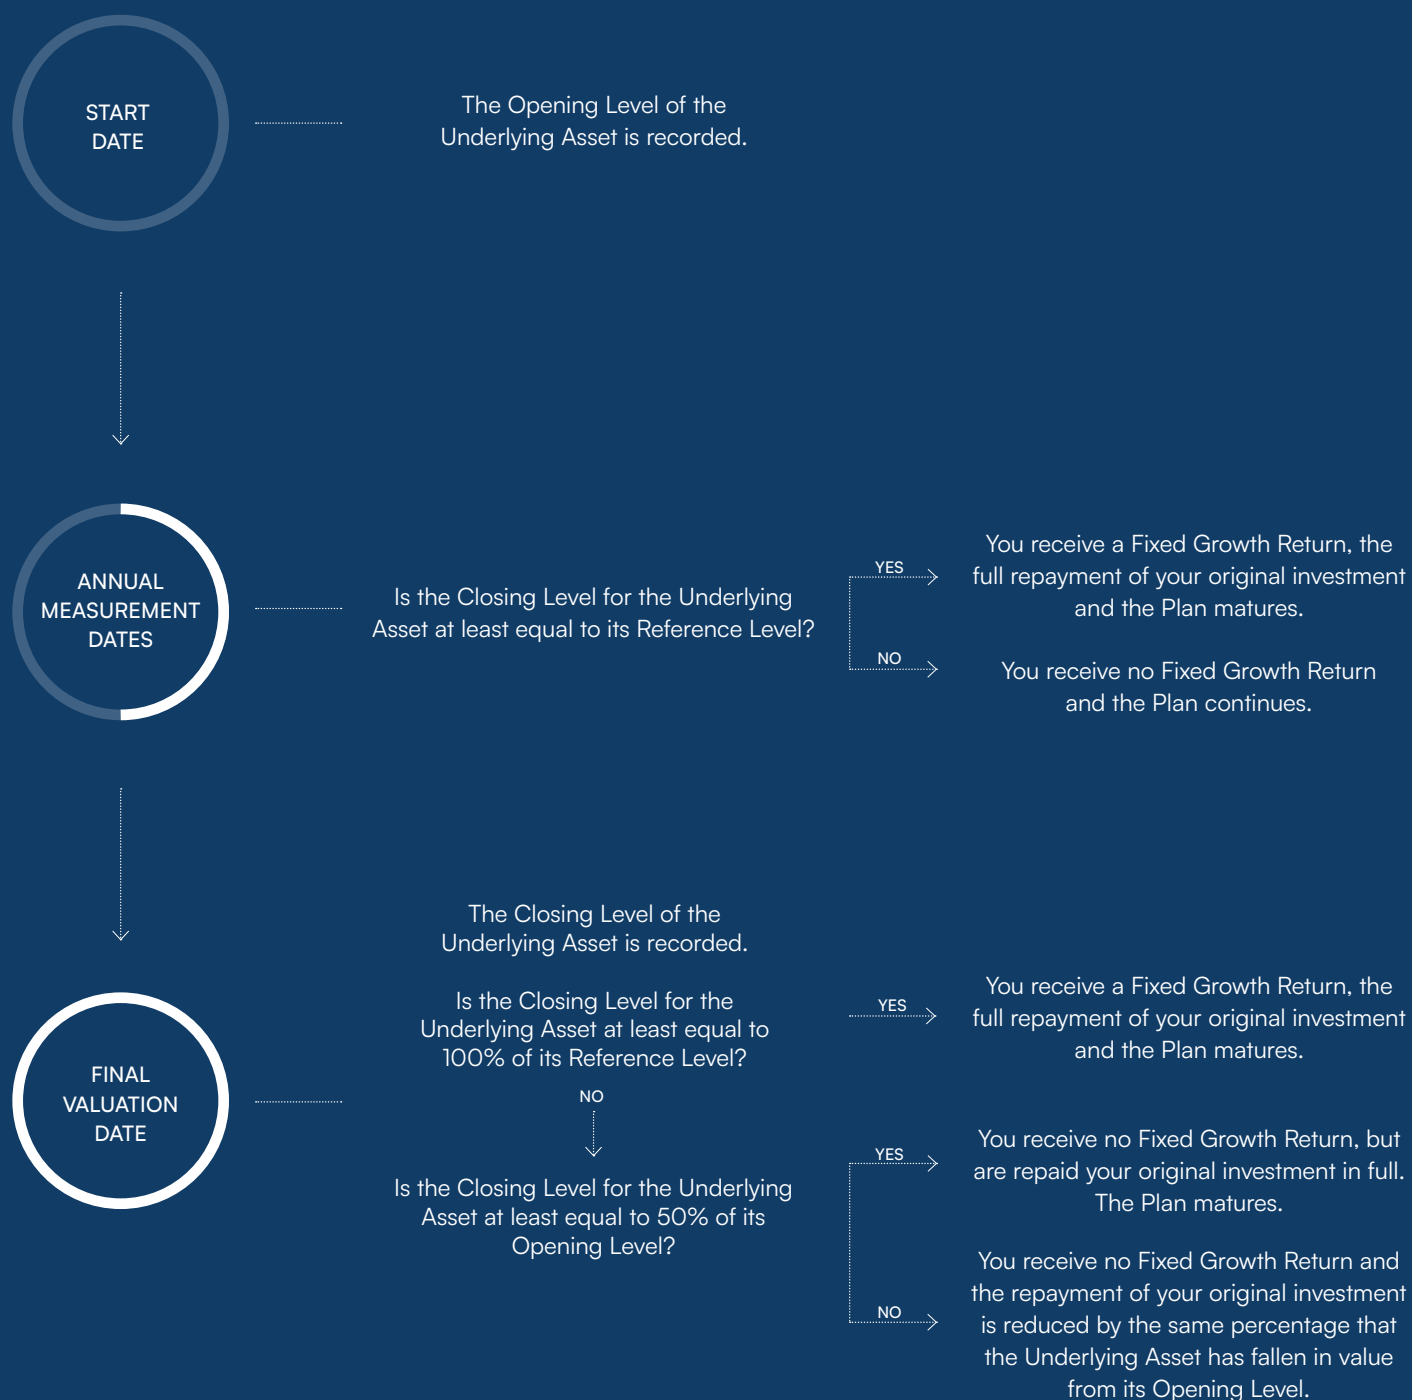 START
DATE
The Opening Level of the
Underlying Asset is recorded.
ANNUAL
MEASUREMENT
DATES
Is the Closing Level for the Underlying
Asset at least equal to its Reference Level?
YES
You receive a Fixed Growth Return, the
full repayment of your original investment
and the Plan matures.
NO
You receive no Fixed Growth Return
and the Plan continues.
FINAL
VALUATION
DATE
The Closing Level of the
Underlying Asset is recorded.
Is the Closing Level for the
Underlying Asset at least equal to
100% of its Reference Level?
YES
You receive a Fixed Growth Return, the
full repayment of your original investment
and the Plan matures.
NO
Is the Closing Level for the Underlying
Asset at least equal to 50% of its
Opening Level?
YES
You receive no Fixed Growth Return, but
are repaid your original investment in full.
The Plan matures.
NO
You receive no Fixed Growth Return and
the repayment of your original investment
is reduced by the same percentage that
the Underlying Asset has fallen in value
from its Opening Level.